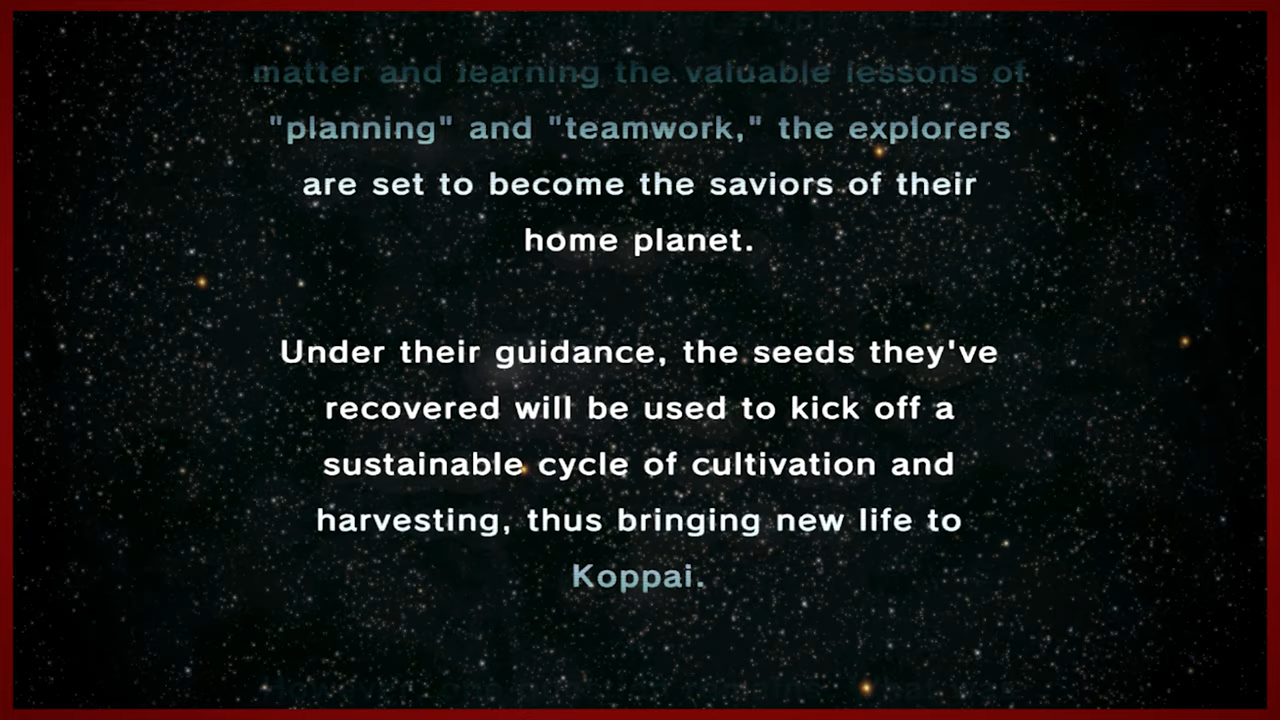 matter and learning the valuable lessons of
"planning" and "teamwork," the explorers
are set to become the saviors of their
home planet.
Under their guidance, the seeds they've
recovered will be used to kick off a
sustainable cycle of cultivation and
harvesting, thus bringing new life to
Koppai.